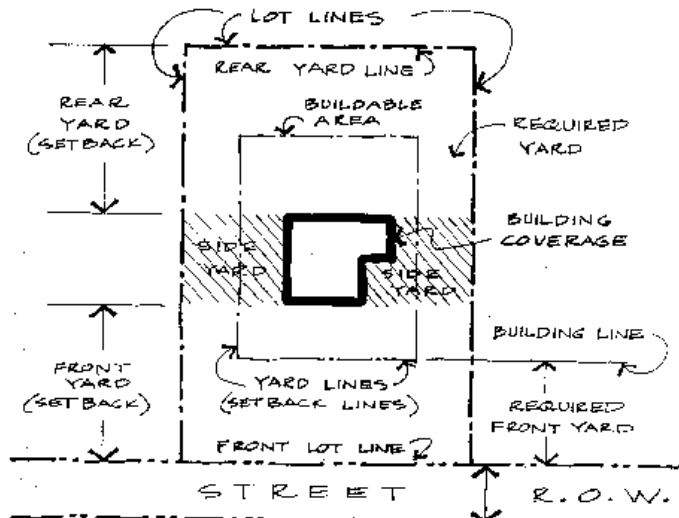 LOT LINES
REAR YARD LINE
REAR
YARD
(SETBACK)
BUILDABLE
AREA
REQUIRED
YARD
SIDE
YARD
BUILDING
COVERAGE
SIDE
YARD
BUILDING LINE
FRONT
YARD
(SETBACK)
YARD LINES
(SETBACK LINES)
REQUIRED
FRONT YARD
FRONT LOT LINE
STREET
R.O.W.